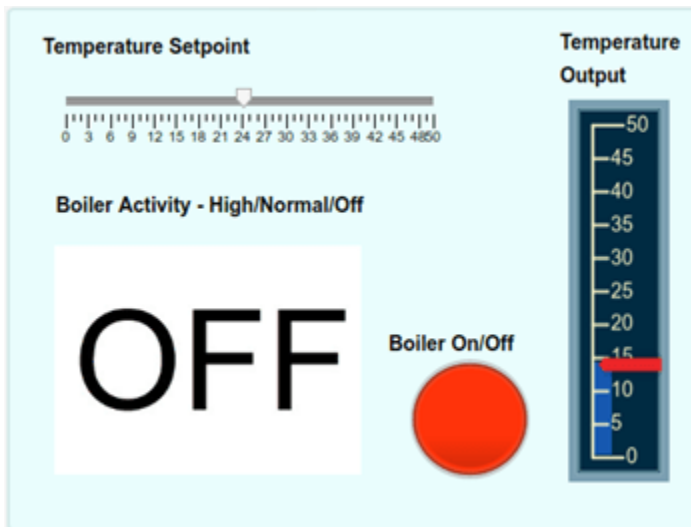 Temperature Setpoint
0 3 6 9 12 15 18 21 24 27 30 33 36 39 42 45 4850
Boiler Activity - High/Normal/Off
OFF
Boiler On/Off
Temperature
Output
50
45
40
35
30
25
20
15
10
5
0